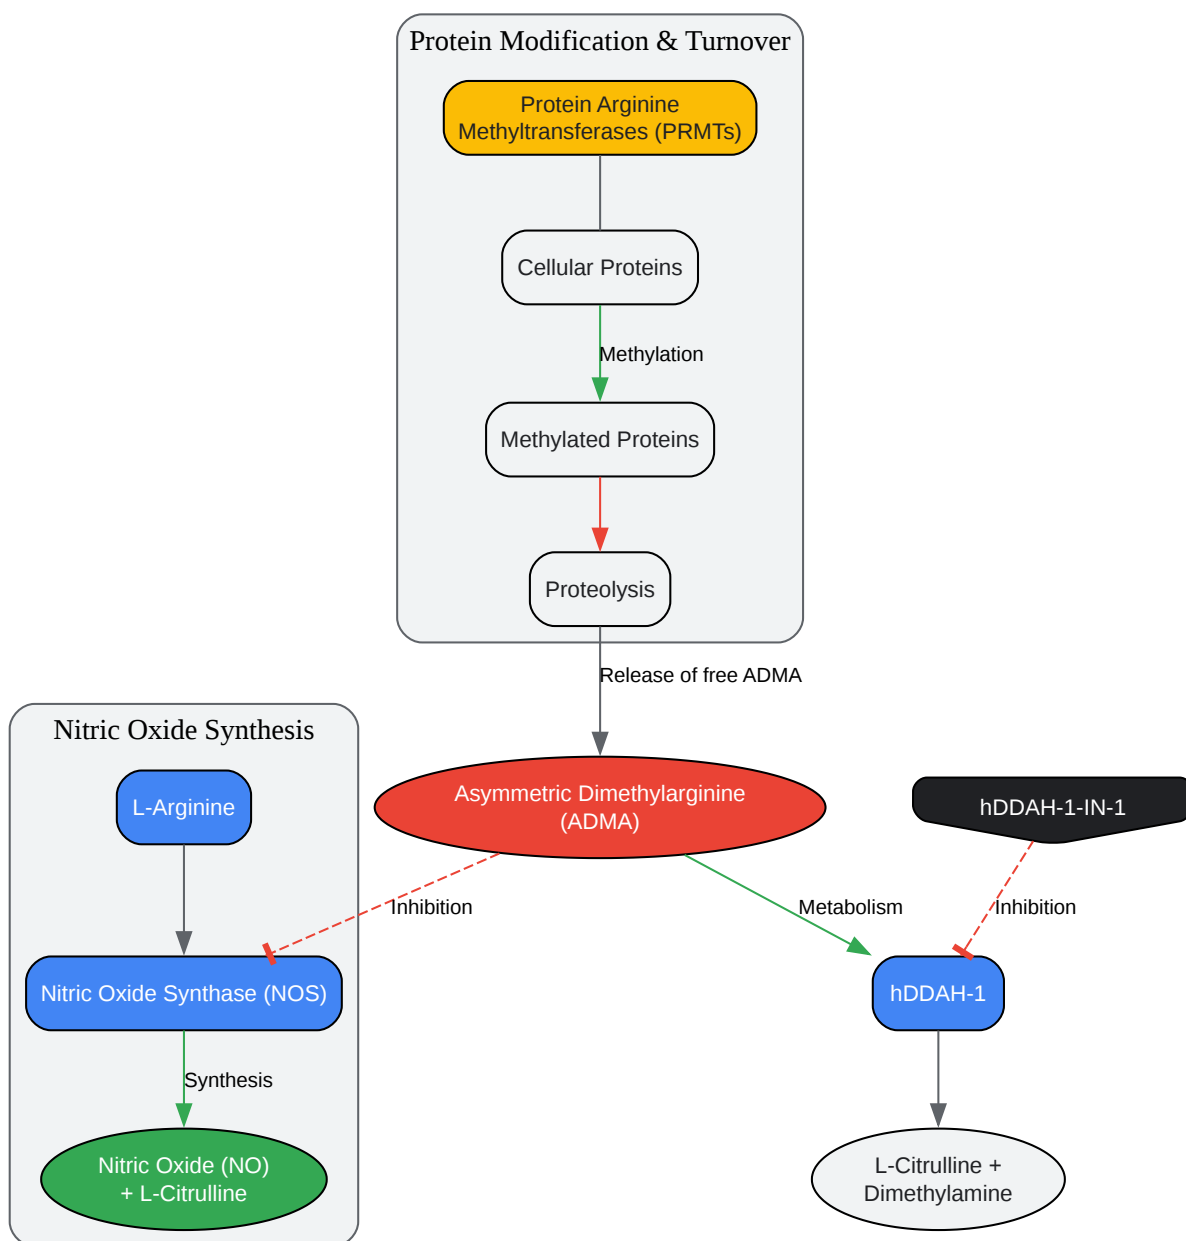 Protein Modification & Turnover
Protein Arginine
Methyltransferases (PRMTs)
Cellular Proteins
Methylation
Methylated Proteins
Proteolysis
Release of free ADMA
Nitric Oxide Synthesis
L-Arginine
Asymmetric Dimethylarginine
(ADMA)
hDDAH-1-IN-1
Inhibition
Metabolism
Inhibition
Nitric Oxide Synthase (NOS)
hDDAH-1
Synthesis
Nitric Oxide (NO)
+ L-Citrulline
L-Citrulline +
Dimethylamine